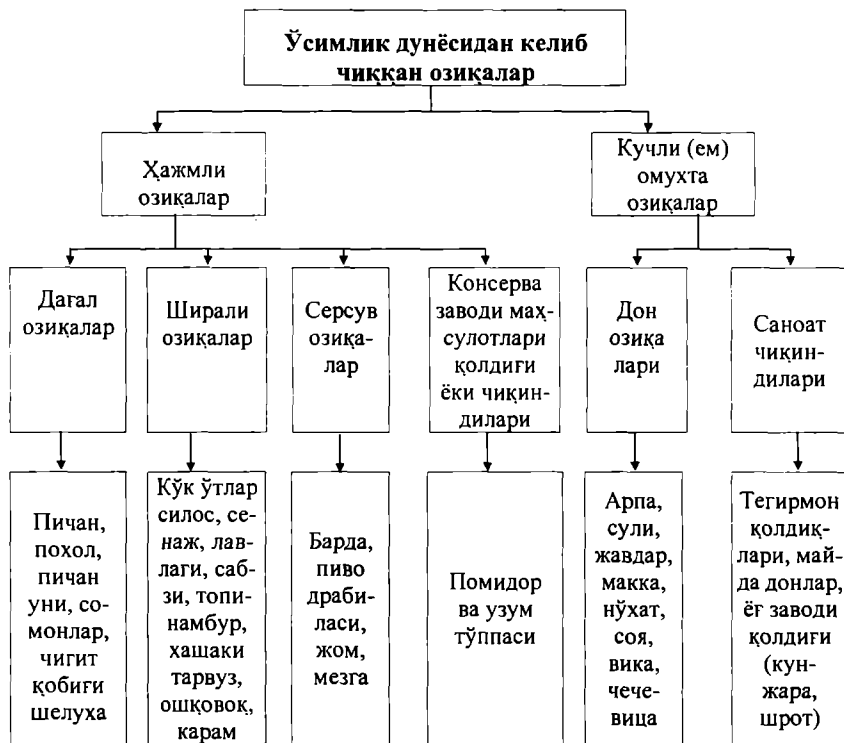 Ўсимлик дунёсидан келиб
чиққан озиқалар
Ҳажмли
озиқалар
Кучли (ем)
омухта
озиқалар
Дағал
озиқалар
Ширали
озиқалар
Серсув
озиқа-
лар
Консерва
заводи маҳ-
сулотлари
қолдиғи
ёки чиқин-
дилари
Дон
озиқа
лари
Саноат
чиқин-
дилари
Пичан,
похол,
пичан
уни, со-
монлар,
чигит
қобиғи
шелуха
Кўк ўтлар
силос, се-
наж, лав-
лаги, саб-
зи, топи-
намбур,
хашаки
тарвуз,
ошқовоқ,
карам
Барда,
пиво
драби-
ласи,
жом,
мезга
Помидор
ва узум
тўппаси
Арпа,
сули,
жавдар,
макка,
нўхат,
соя,
вика,
чече-
вица
Тегирмон
қолдиқ-
лари, май-
да донлар,
ёғ заводи
қолдиғи
(кун-
жара,
шрот)